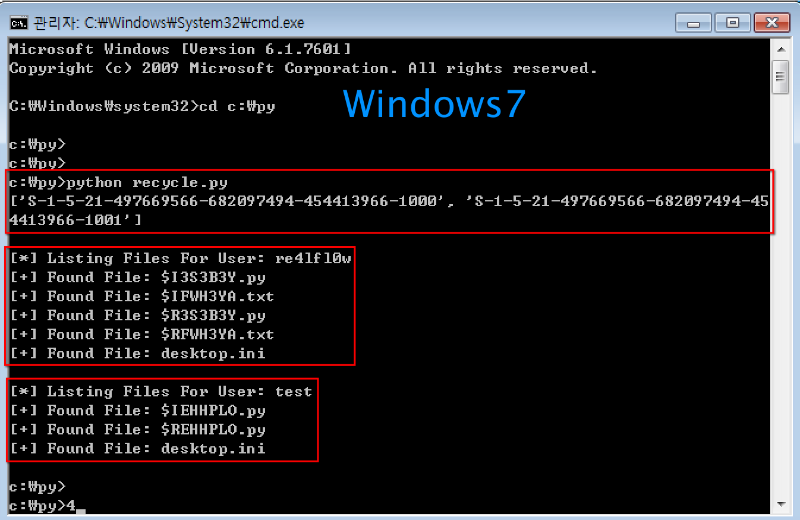 관리자: C:₩Windows₩System32₩cmd.exe
Microsoft Windows [Version 6.1.7601]
Copyright (c) 2009 Microsoft Corporation. All rights reserved.
C:₩Windows₩system32>cd c:₩py
Windows7
c:₩py>
c:₩py>
c:₩py>python recycle.py
['S-1-5-21-497669566-682097494-454413966-1000', 'S-1-5-21-497669566-682097494-45
4413966-1001']
[*] Listing Files For User: re4lfl0w
[+] Found File: $I3S3B3Y.py
[+] Found File: $IFWH3YA.txt
[+] Found File: $R3S3B3Y.py
[+] Found File: $RFWH3YA.txt
[+] Found File: desktop.ini
[*] Listing Files For User: test
[+] Found File: $IEHHPLO.py
[+] Found File: $REHHPLO.py
[+] Found File: desktop.ini
c:₩py>
c:₩py>4_